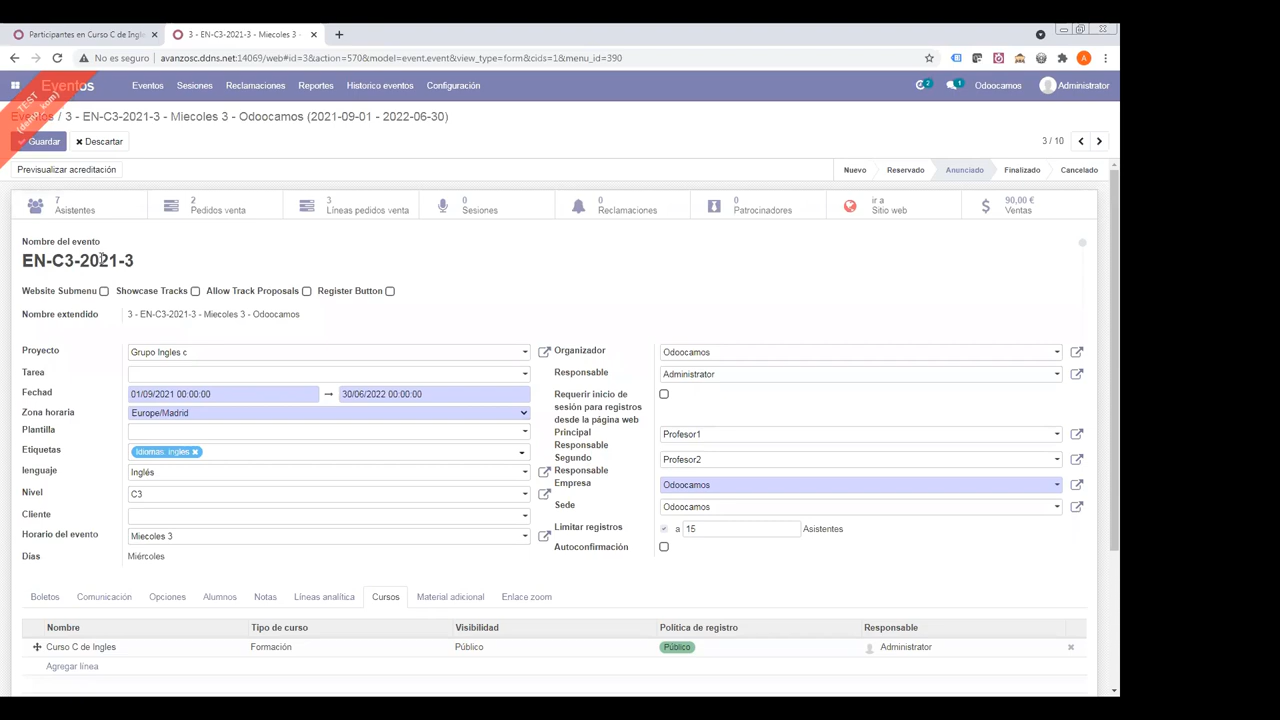 Participantes en Curso C de Ingle
3 - EN-C3-2021-3 - Miecoles 3 -
No es seguro
avanzosc.ddns.net:14069/web#id=3&action=570&model=event.event&view_type=form&cids=1&menu_id=390
A
Eventos
Eventos
Sesiones
Reclamaciones
Reportes
Historico eventos
Configuración
2
1
Odoocamos
Administrator
TEST
Eventos / 3 - EN-C3-2021-3 - Miecoles 3 - Odoocamos (2021-09-01 - 2022-06-30)
Guardar
Descartar
3 / 10
Previsualizar acreditación
Nuevo
Reservado
Anunciado
Finalizado
Cancelado
7
Asistentes
2
Pedidos venta
3
Líneas pedidos venta
0
Sesiones
0
Reclamaciones
0
Patrocinadores
ir a
Sitio web
90,00 €
Ventas
Nombre del evento
EN-C3-2021-3
Website Submenu
Showcase Tracks
Allow Track Proposals
Register Button
Nombre extendido
3 - EN-C3-2021-3 - Miecoles 3 - Odoocamos
Proyecto
Grupo Ingles c
Tarea
Fechad
01/09/2021 00:00:00
30/06/2022 00:00:00
Zona horaria
Europe/Madrid
Plantilla
Etiquetas
Idiomas: ingles
lenguaje
Inglés
Nivel
C3
Cliente
Horario del evento
Miecoles 3
Días
Miércoles
Organizador
Odoocamos
Responsable
Administrator
Requerir inicio de
sesión para registros
desde la página web
Principal
Responsable
Profesor1
Segundo
Responsable
Profesor2
Empresa
Odoocamos
Sede
Odoocamos
Limitar registros
a
15
Asistentes
Autoconfirmación
Boletos
Comunicación
Opciones
Alumnos
Notas
Líneas analítica
Cursos
Material adicional
Enlace zoom
Nombre
Tipo de curso
Visibilidad
Política de registro
Responsable
Curso C de Ingles
Formación
Público
Público
Administrator
Agregar línea